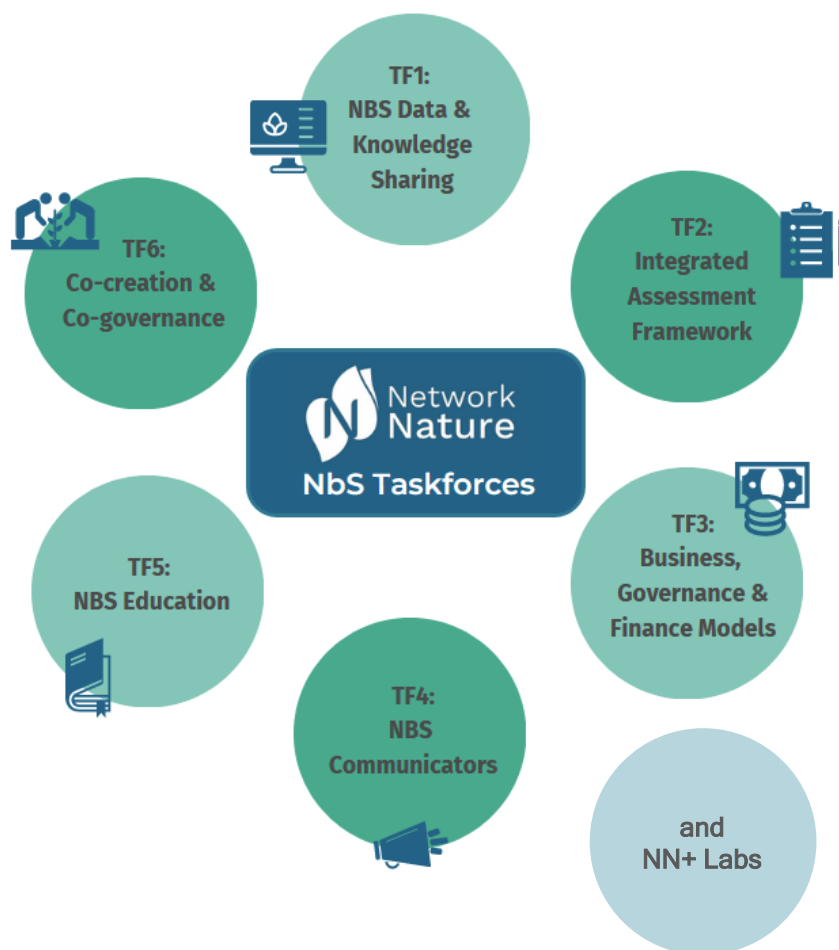 TF1:
NBS Data &
Knowledge
Sharing
TF2:
Integrated
Assessment
Framework
TF6:
Co-creation &
Co-governance
Network
Nature
NbS Taskforces
TF3:
Business,
Governance &
Finance Models
TF5:
NBS Education
TF4:
NBS
Communicators
and
NN+ Labs